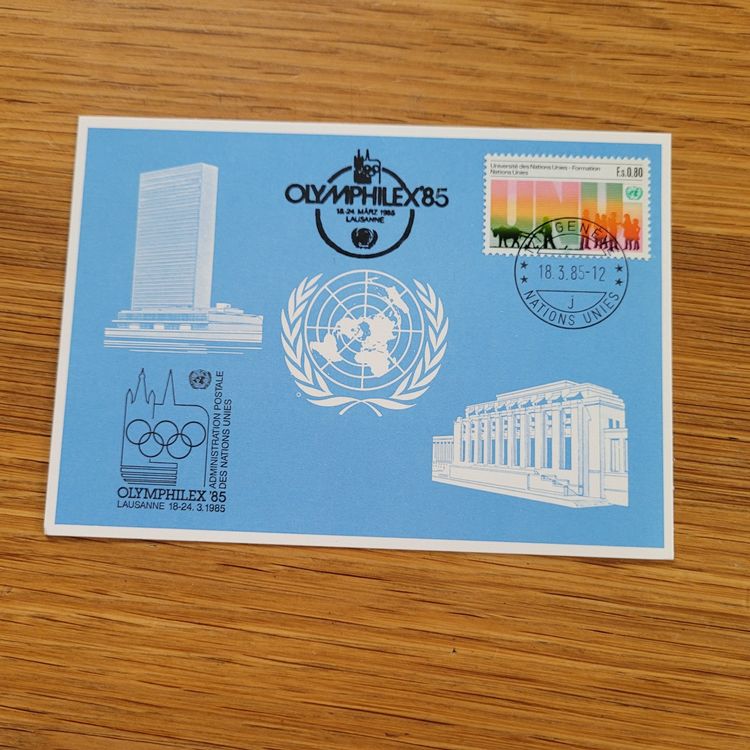 OLYMPHILEX'85
18-24. MÄRZ 1985
LAUSANNE
Université des Nations Unies - Formation
Nations Unies
F.s.0.80
UNU
GENÈVE
18.3.85-12
j
NATIONS UNIES
ADMINISTRATION POSTALE
DES NATIONS UNIES
OLYMPHILEX '85
LAUSANNE 18-24.3.1985